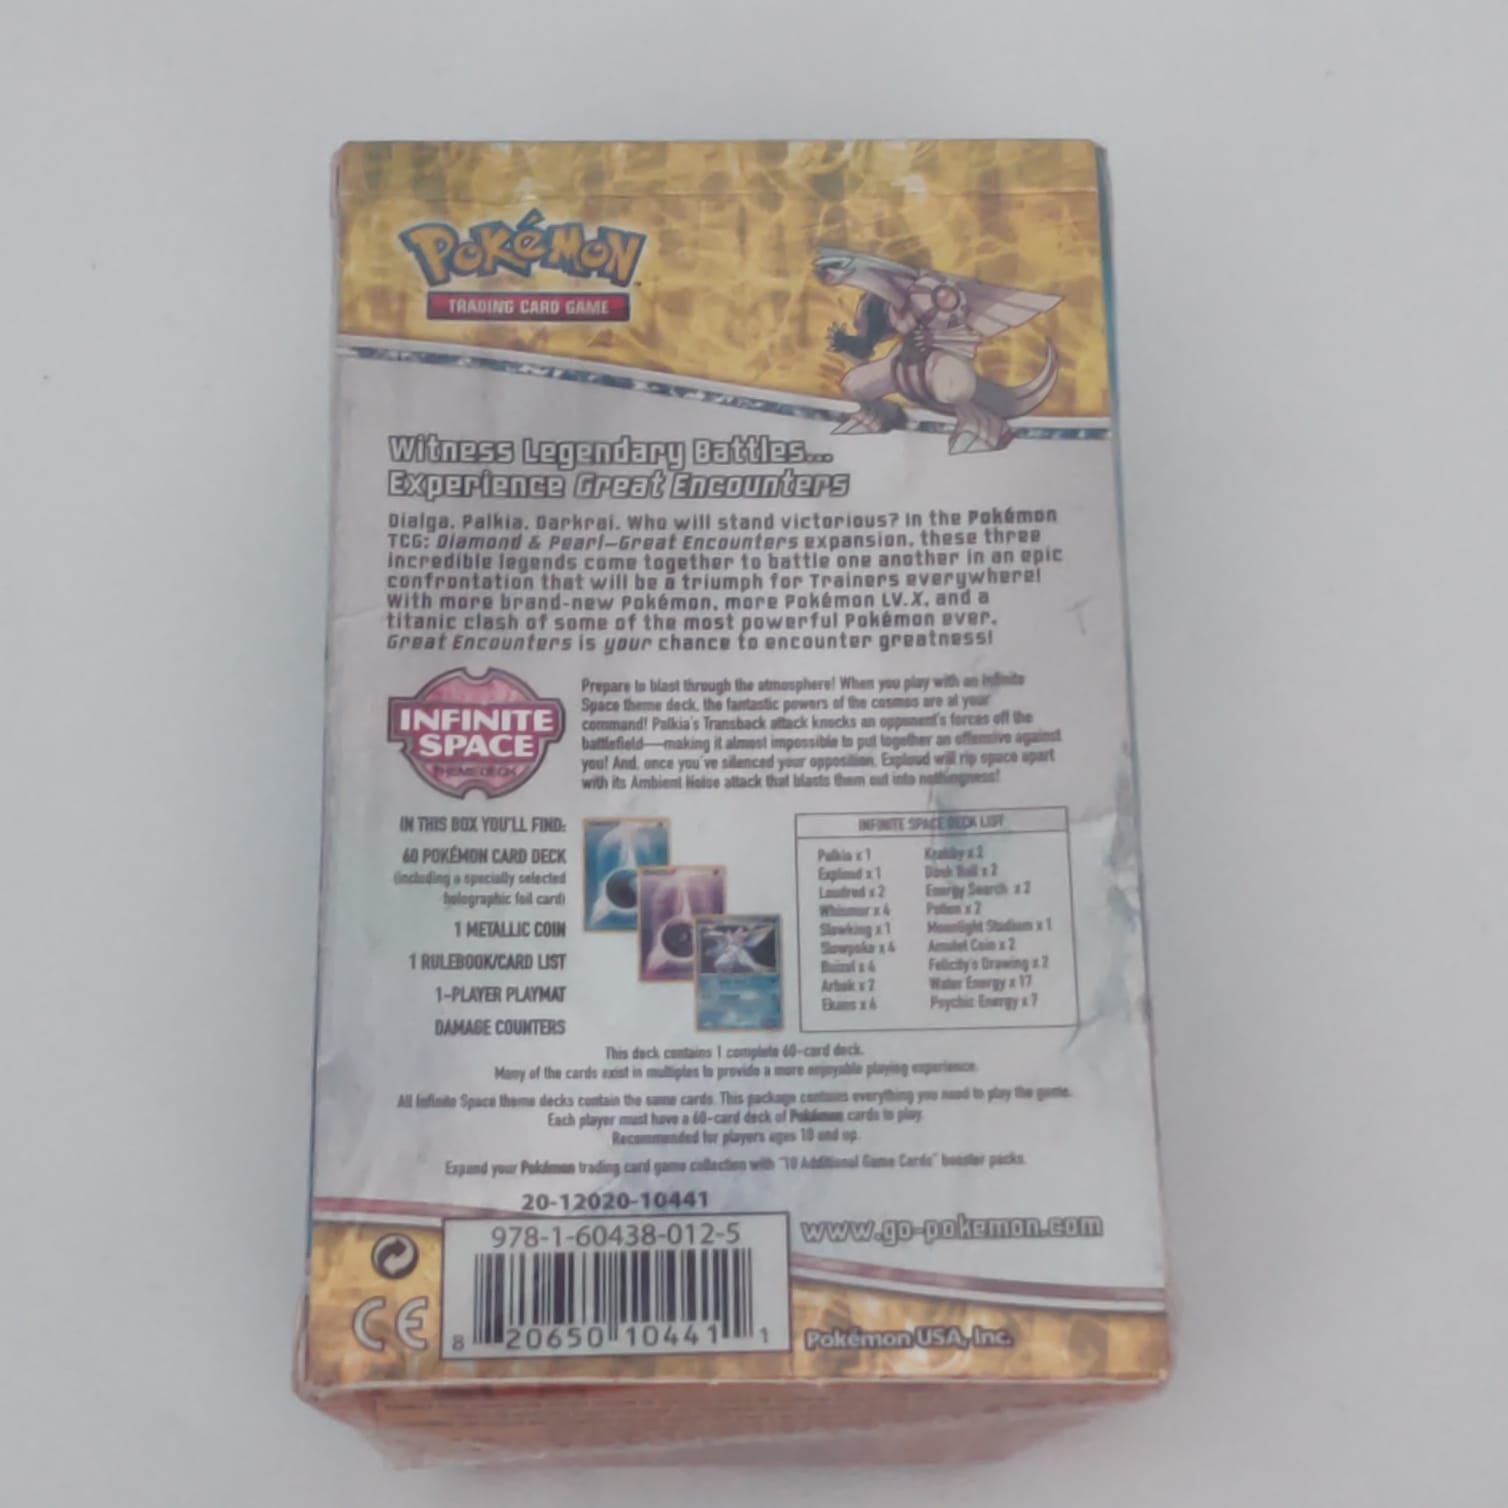 POKéMON
TRADING CARD GAME
Witness Legendary Battles...
Experience Great Encounters
Dialga. Palkia. Darkrai. Who will stand victorious? In the Pokémon
TCG: Diamond & Pearl—Great Encounters expansion, these three
incredible legends come together to battle one another in an epic
confrontation that will be a triumph for Trainers everywhere!
With more brand-new Pokémon, more Pokémon LV.X, and a
titanic clash of some of the most powerful Pokémon ever,
Great Encounters is your chance to encounter greatness!
INFINITE
SPACE
THEME DECK
Prepare to blast through the atmosphere! When you play with an Infinite
Space theme deck, the fantastic powers of the cosmos are at your
command! Palkia's Transback attack knocks an opponent's forces off the
battlefield—making it almost impossible to put together an offensive against
you! And, once you've silenced your opposition, Exploud will rip space apart
with its Ambient Noise attack that blasts them out into nothingness!
IN THIS BOX YOU'LL FIND:
60 POKÉMON CARD DECK
(including a specially selected
holographic foil card)
1 METALLIC COIN
1 RULEBOOK/CARD LIST
1-PLAYER PLAYMAT
DAMAGE COUNTERS
INFINITE SPACE DECK LIST
Palkia x 1
Exploud x 1
Loudred x 2
Whismur x 4
Slowking x 1
Slowpoke x 4
Buizel x 4
Arbok x 2
Ekans x 4
Krabby x 2
Dusk Ball x 2
Energy Search x 2
Potion x 2
Moonlight Stadium x 1
Amulet Coin x 2
Felicity's Drawing x 2
Water Energy x 17
Psychic Energy x 7
This deck contains 1 complete 60-card deck.
Many of the cards exist in multiples to provide a more enjoyable playing experience.
All Infinite Space theme decks contain the same cards. This package contains everything you need to play the game.
Each player must have a 60-card deck of Pokémon cards to play.
Recommended for players ages 10 and up.
Expand your Pokémon trading card game collection with "10 Additional Game Cards" booster packs.
20-12020-10441
978-1-60438-012-5
8 20650 10441 1
CE
www.go-pokemon.com
Pokémon USA, Inc.